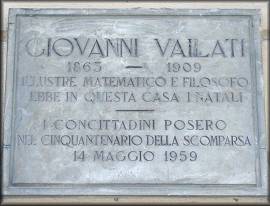 GIOVANNI VAILATI
1863 — 1909
ILLUSTRE MATEMATICO E FILOSOFO
EBBE IN QUESTA CASA I NATALI
I CONCITTADINI POSERO
NEL CINQUANTENARIO DELLA SCOMPARSA
14 MAGGIO 1959